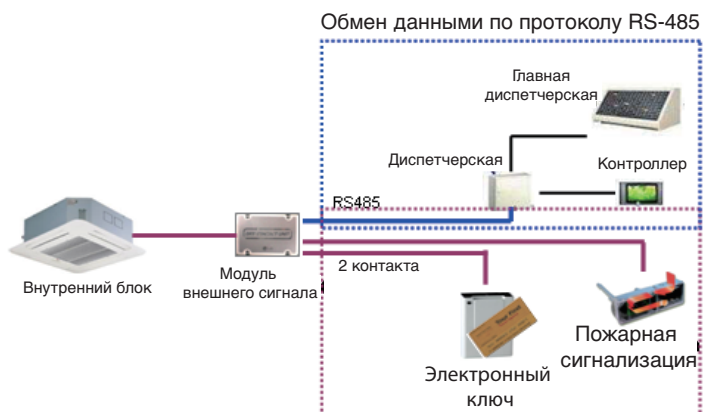 Обмен данными по протоколу RS-485
Главная
диспетчерская
Диспетчерская
Контроллер
RS485
2 контакта
Внутренний блок
Модуль
внешнего сигнала
Электронный
ключ
Пожарная
сигнализация